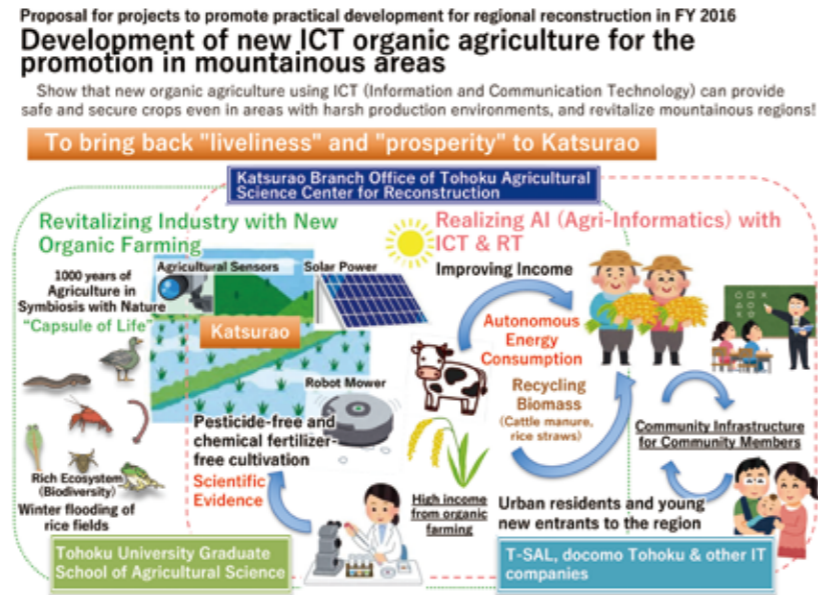 Proposal for projects to promote practical development for regional reconstruction in FY 2016
Development of new ICT organic agriculture for the
promotion in mountainous areas
Show that new organic agriculture using ICT (Information and Communication Technology) can provide
safe and secure crops even in areas with harsh production environments, and revitalize mountainous regions!
To bring back "liveliness" and "prosperity" to Katsurao
Katsurao Branch Office of Tohoku Agricultural
Science Center for Reconstruction
Revitalizing Industry with New
Organic Farming
1000 years of
Agriculture in
Symbiosis with Nature
"Capsule of Life"
Agricultural Sensors
Solar Power
Katsurao
Robot Mower
Pesticide-free and
chemical fertilizer-
free cultivation
Scientific
Evidence
Rich Ecosystem
(Biodiversity)
Winter flooding of
rice fields
Tohoku University Graduate
School of Agricultural Science
Realizing AI (Agri-Informatics) with
ICT & RT
Improving Income
Autonomous
Energy
Consumption
Recycling
Biomass
(Cattle manure,
rice straws)
High income
from organic
farming
Community Infrastructure
for Community Members
Urban residents and young
new entrants to the region
T-SAL, docomo Tohoku & other IT
companies